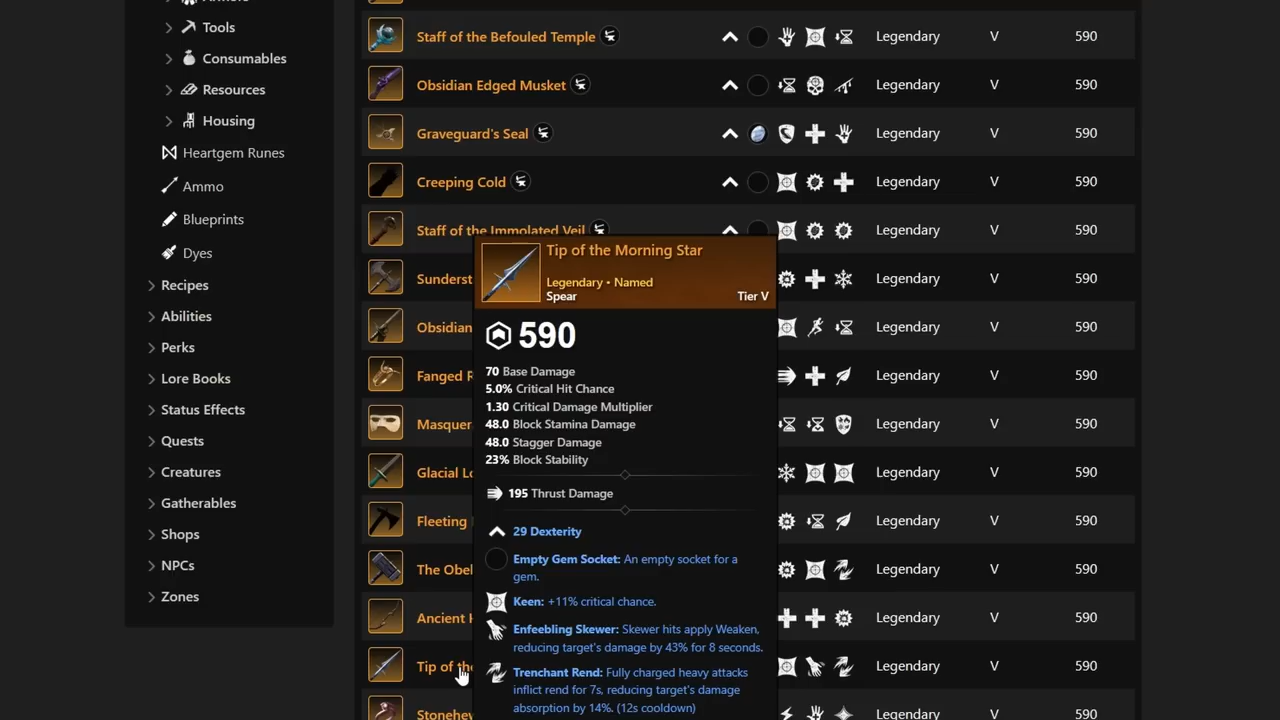 Tools
Consumables
Resources
Housing
Heartgem Runes
Ammo
Blueprints
Dyes
Recipes
Abilities
Perks
Lore Books
Status Effects
Quests
Creatures
Gatherables
Shops
NPCs
Zones
Staff of the Befouled Temple Legendary V 590
Obsidian Edged Musket Legendary V 590
Graveguard's Seal Legendary V 590
Creeping Cold Legendary V 590
Staff of the Immolated Veil Legendary V 590
Sunderst Legendary V 590
Obsidian Legendary V 590
Fanged R Legendary V 590
Masquer Legendary V 590
Glacial Lo Legendary V 590
Fleeting Legendary V 590
The Obel Legendary V 590
Ancient Legendary V 590
Tip of the Legendary V 590
Stonehew Legendary V 590
Tip of the Morning Star
Legendary • Named
Spear Tier V
590
70 Base Damage
5.0% Critical Hit Chance
1.30 Critical Damage Multiplier
48.0 Block Stamina Damage
48.0 Stagger Damage
23% Block Stability
195 Thrust Damage
29 Dexterity
Empty Gem Socket: An empty socket for a
gem.
Keen: +11% critical chance.
Enfeebling Skewer: Skewer hits apply Weaken,
reducing target's damage by 43% for 8 seconds.
Trenchant Rend: Fully charged heavy attacks
inflict rend for 7s, reducing target's damage
absorption by 14%. (12s cooldown)